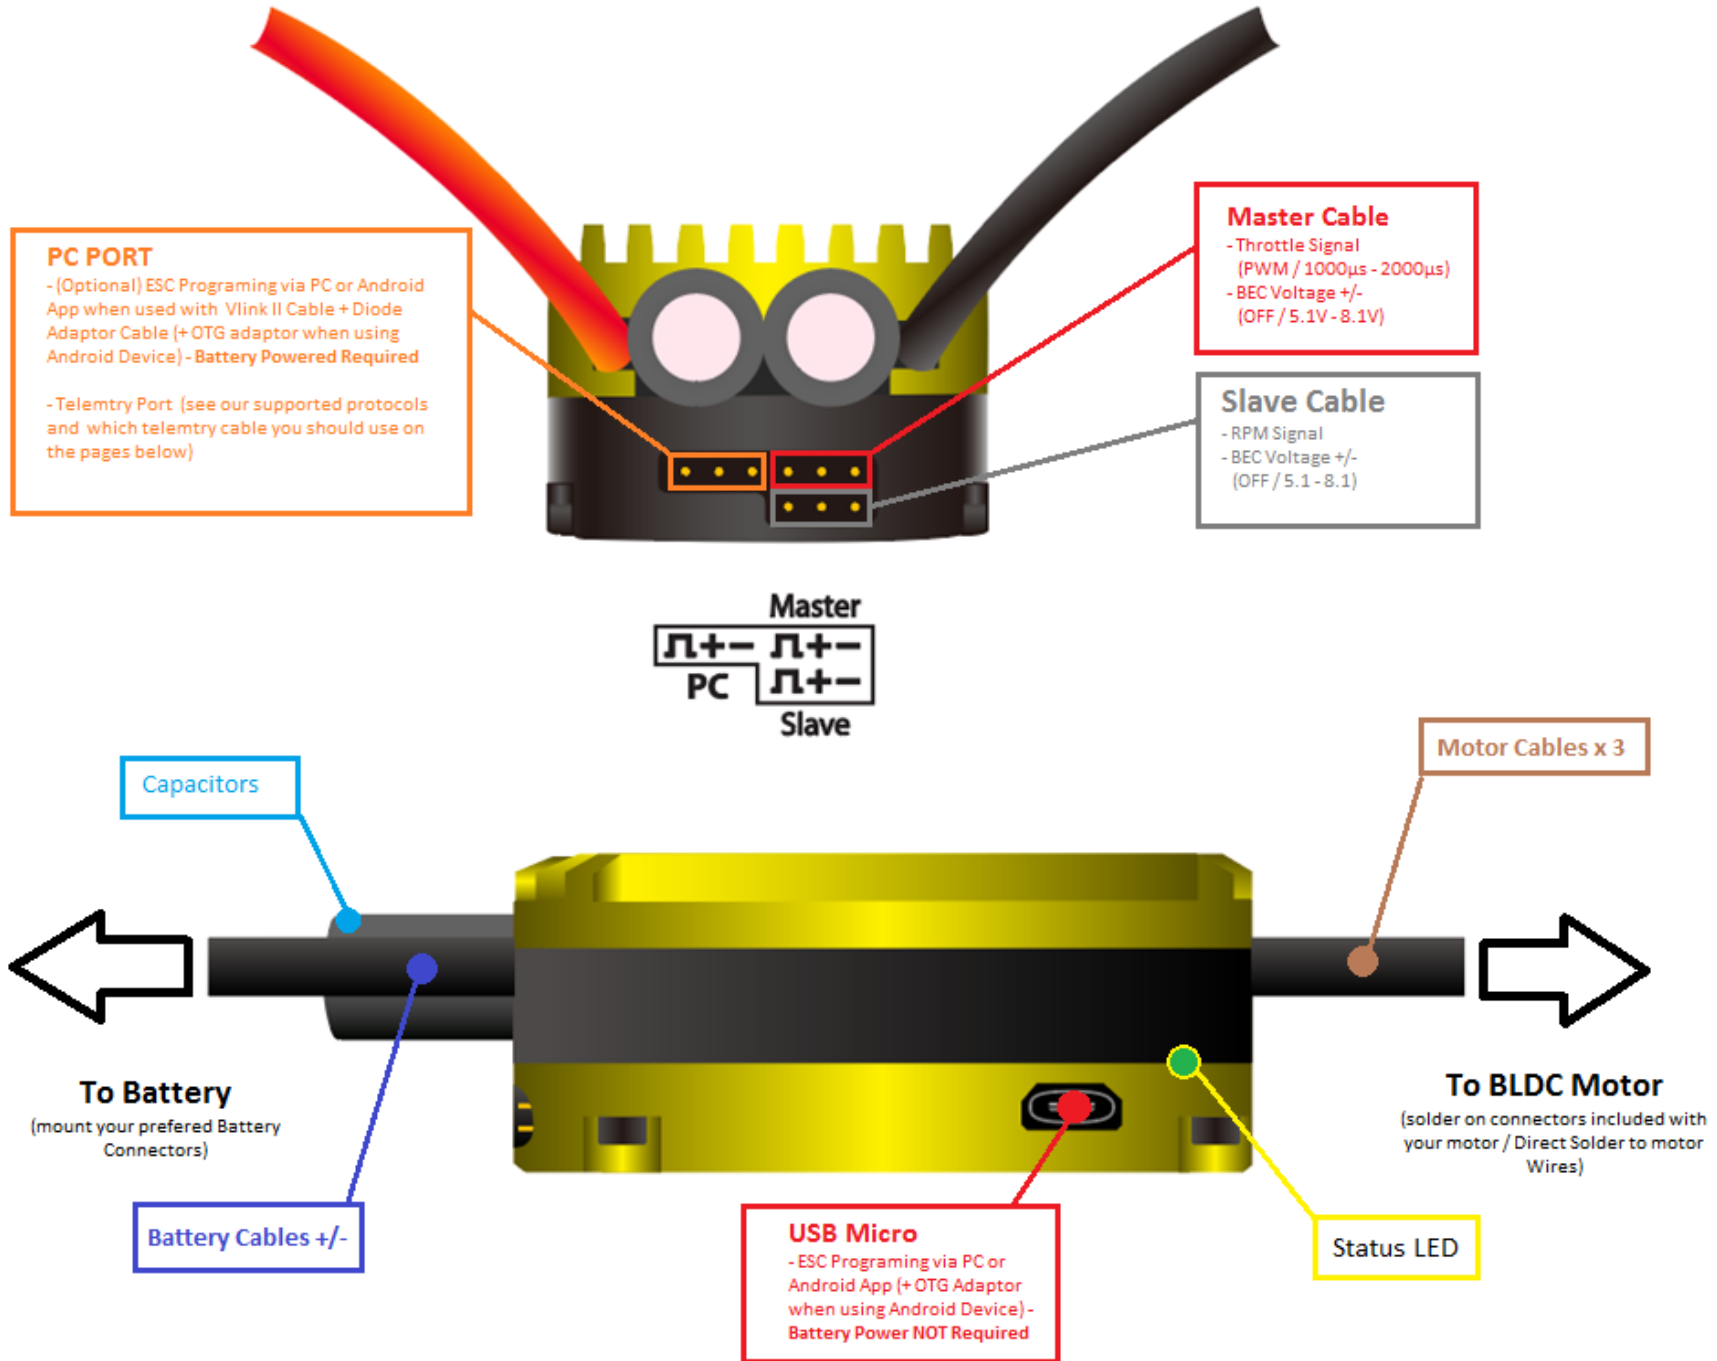 PC PORT
- (Optional) ESC Programing via PC or Android
App when used with Vlink II Cable + Diode
Adaptor Cable (+ OTG adaptor when using
Android Device) - Battery Powered Required
- Telemtry Port (see our supported protocols
and which telemtry cable you should use on
the pages below)
Master Cable
- Throttle Signal
(PWM / 1000µs - 2000µs)
- BEC Voltage +/-
(OFF / 5.1V - 8.1V)
Slave Cable
- RPM Signal
- BEC Voltage +/-
(OFF / 5.1 - 8.1)
Master
+ - + -
PC + -
Slave
Capacitors
Motor Cables x 3
To Battery
(mount your prefered Battery
Connectors)
To BLDC Motor
(solder on connectors included with
your motor / Direct Solder to motor
Wires)
Battery Cables +/-
USB Micro
- ESC Programing via PC or
Android App (+ OTG Adaptor
when using Android Device) -
Battery Power NOT Required
Status LED